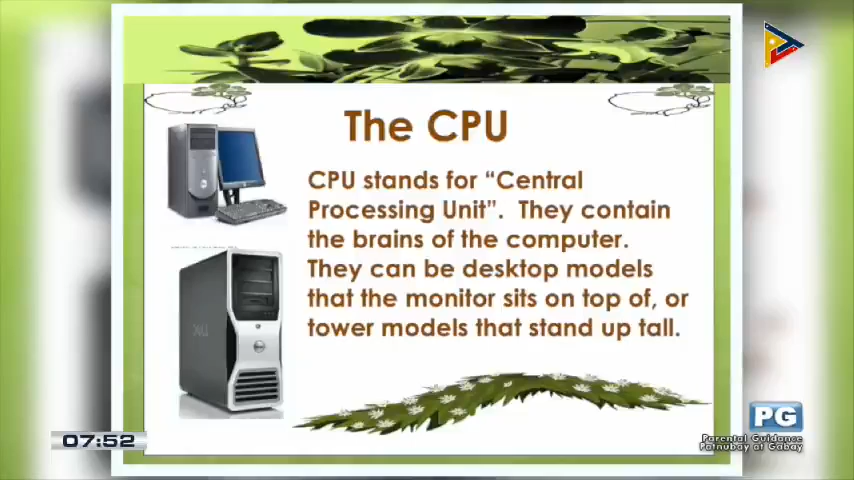 The CPU
CPU stands for “Central
Processing Unit”. They contain
the brains of the computer.
They can be desktop models
that the monitor sits on top of, or
tower models that stand up tall.
DELL
07:52
PG
Parental Guidance
Patnubay at Gabay